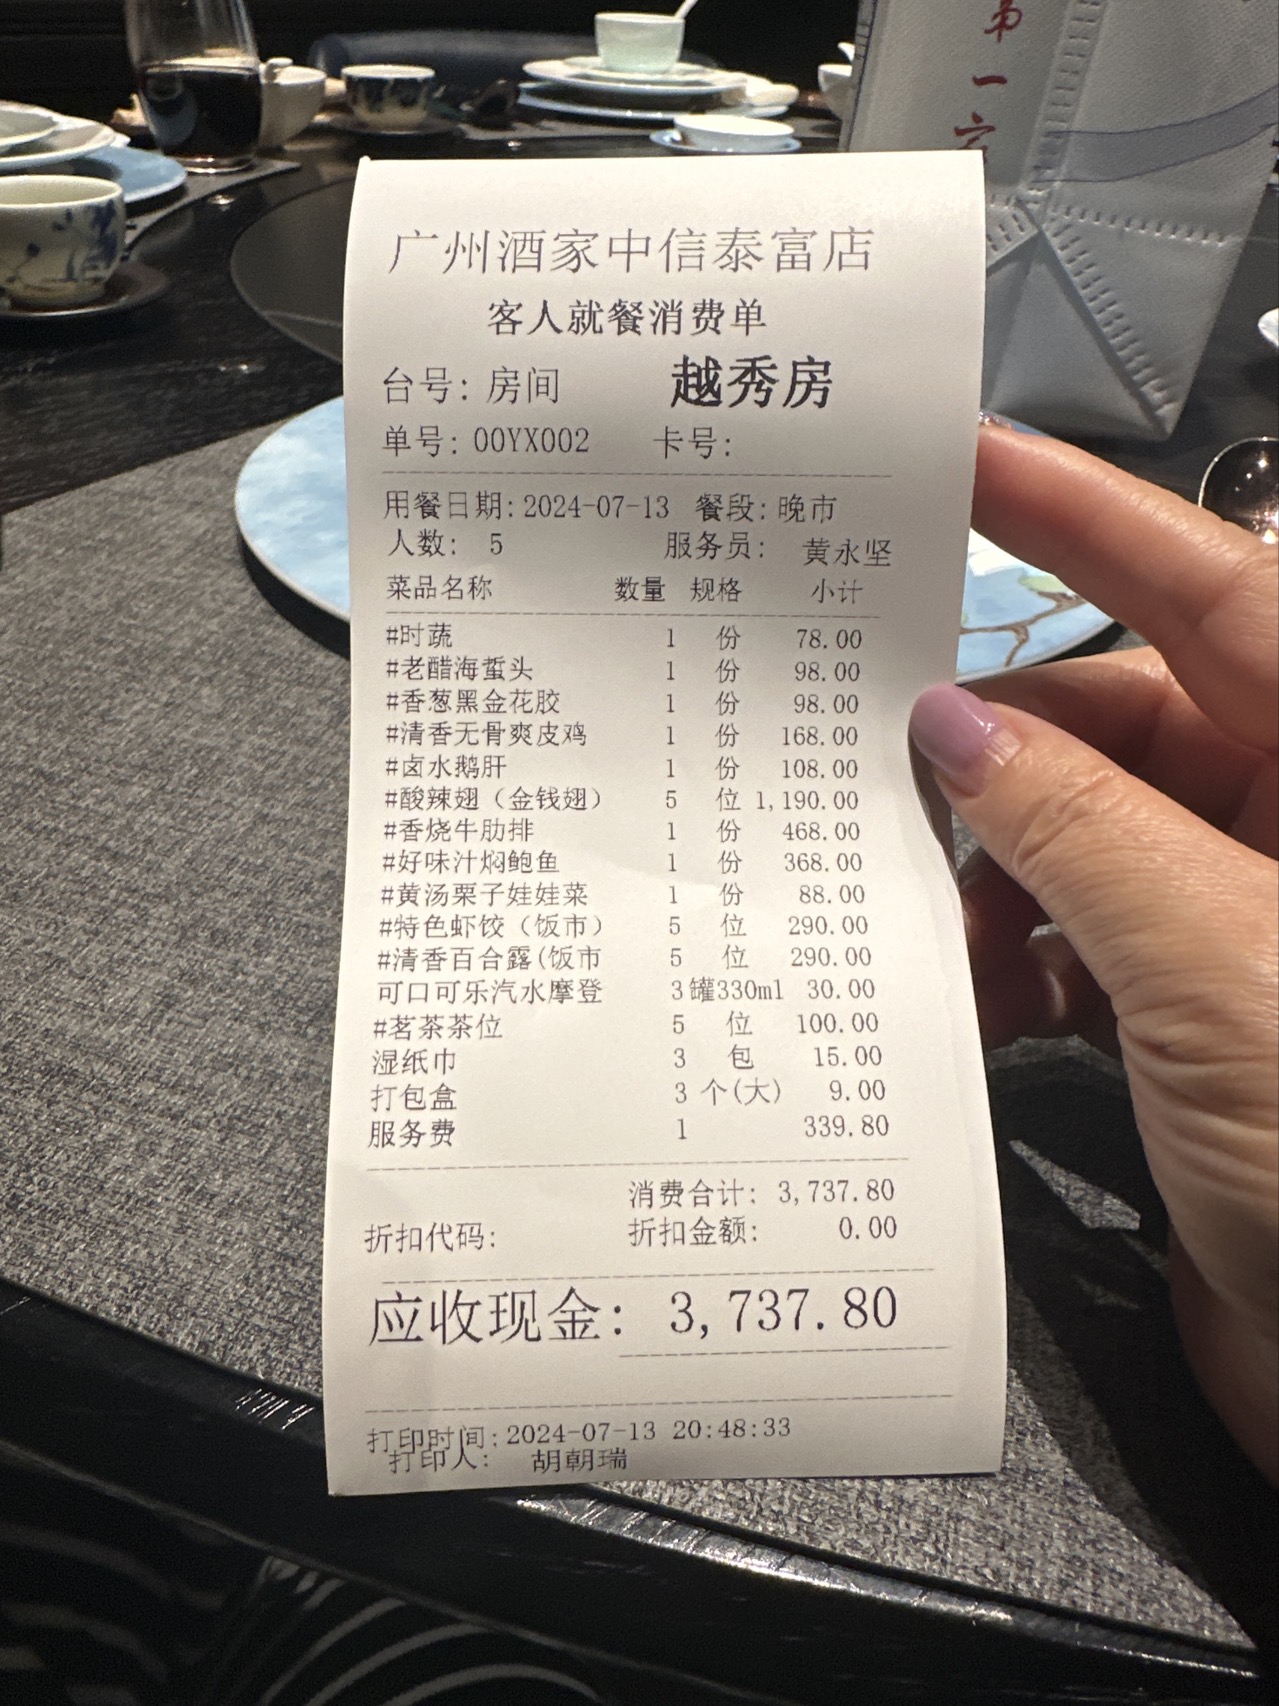 第
一
广州酒家中信泰富店
客人就餐消费单
台号: 房间 越秀房
单号: 00YX002 卡号:
用餐日期: 2024-07-13 餐段: 晚市
人数: 5 服务员: 黄永坚
菜品名称 数量 规格 小计
#时蔬 1 份 78.00
#老醋海蜇头 1 份 98.00
#香葱黑金花胶 1 份 98.00
#清香无骨爽皮鸡 1 份 168.00
#卤水鹅肝 1 份 108.00
#酸辣翅（金钱翅） 5 位 1,190.00
#香烧牛肋排 1 份 468.00
#好味汁焖鲍鱼 1 份 368.00
#黄汤栗子娃娃菜 1 份 88.00
#特色虾饺（饭市） 5 位 290.00
#清香百合露(饭市 5 位 290.00
可口可乐汽水摩登 3 罐330ml 30.00
#茗茶茶位 5 位 100.00
湿纸巾 3 包 15.00
打包盒 3 个(大) 9.00
服务费 1 339.80
消费合计: 3,737.80
折扣代码: 折扣金额: 0.00
应收现金: 3,737.80
打印时间: 2024-07-13 20:48:33
打印人: 胡朝瑞